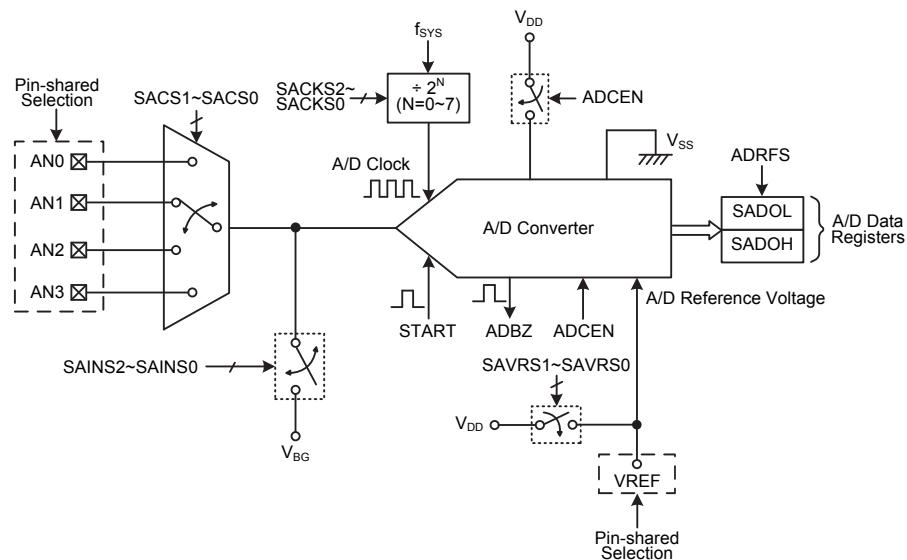 Pin-shared
Selection
AN0
AN1
AN2
AN3
SACS1~SACS0
fSYS
SACKS2~
SACKS0
÷ 2^N
(N=0~7)
A/D Clock
VDD
ADCEN
VSS
A/D Converter
ADRFS
SADOL
SADOH
A/D Data
Registers
START
ADBZ
ADCEN
A/D Reference Voltage
SAINS2~SAINS0
VBG
SAVRS1~SAVRS0
VDD
VREF
Pin-shared
Selection